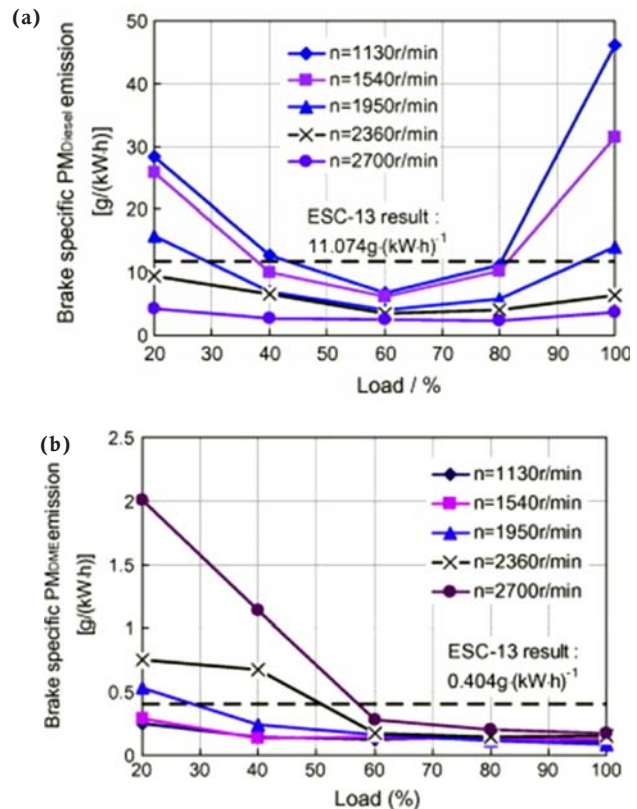 (a)
Brake specific PMDiesel emission
[g/(kW·h)]
50
40
30
20
10
0
n=1130r/min
n=1540r/min
n=1950r/min
n=2360r/min
n=2700r/min
ESC-13 result :
11.074g·(kW·h)⁻¹
20 30 40 50 60 70 80 90 100
Load / %
(b)
Brake specific PMDME emission
[g/(kW·h)]
2.5
2
1.5
1
0.5
0
n=1130r/min
n=1540r/min
n=1950r/min
n=2360r/min
n=2700r/min
ESC-13 result :
0.404g·(kW·h)⁻¹
20 30 40 50 60 70 80 90 100
Load (%)